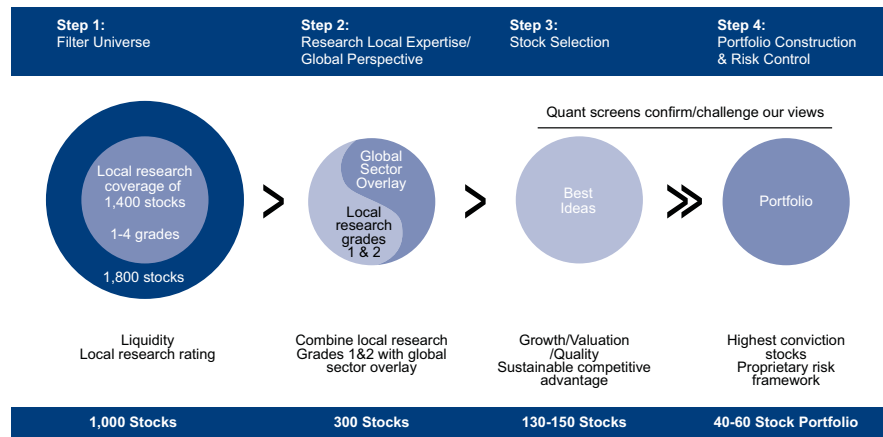 Step 1:
Filter Universe
Step 2:
Research Local Expertise/
Global Perspective
Step 3:
Stock Selection
Step 4:
Portfolio Construction
& Risk Control
Quant screens confirm/challenge our views
Local research
coverage of
1,400 stocks
1-4 grades
1,800 stocks
>
Global
Sector
Overlay
Local
research
grades
1 & 2
>
Best
Ideas
>>
Portfolio
Liquidity
Local research rating
Combine local research
Grades 1&2 with global
sector overlay
Growth/Valuation
/Quality
Sustainable competitive
advantage
Highest conviction
stocks
Proprietary risk
framework
1,000 Stocks
300 Stocks
130-150 Stocks
40-60 Stock Portfolio